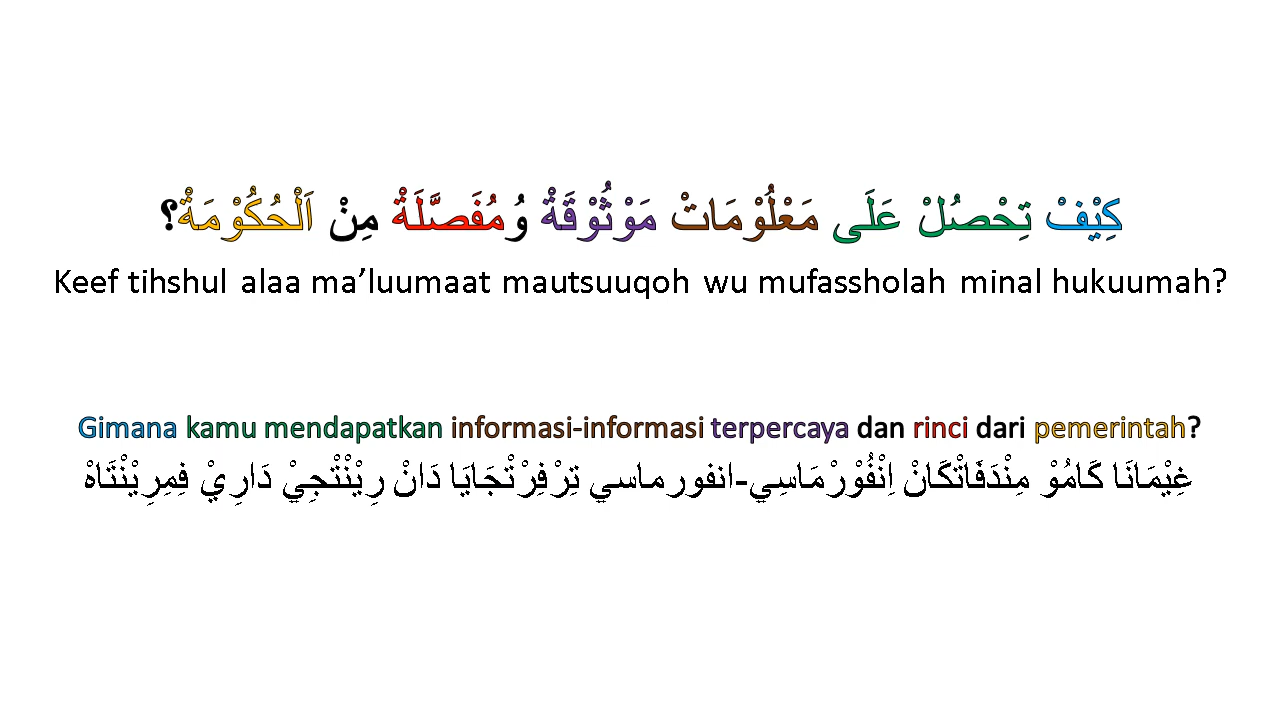 كِيْفْ تِحْصُلْ عَلَى مَعْلُوْمَاتْ مَوْثُوْقَةْ وُمُفَصَّلَةْ مِنْ اَلْحُكُوْمَةْ؟
Keef tihshul alaa ma’luumaat mautsuuqoh wu mufassholah minal hukuumah?
Gimana kamu mendapatkan informasi-informasi terpercaya dan rinci dari pemerintah?
غِيْمَانَا كَامُوْ مِنْدَفَاتْكَانْ اِنْفُوْرْمَاسِي-انفورماسي تِرْفِرْتْجَايَا دَانْ رِيْنْتْجِيْ دَارِيْ فِمِرِيْنْتَاهْ